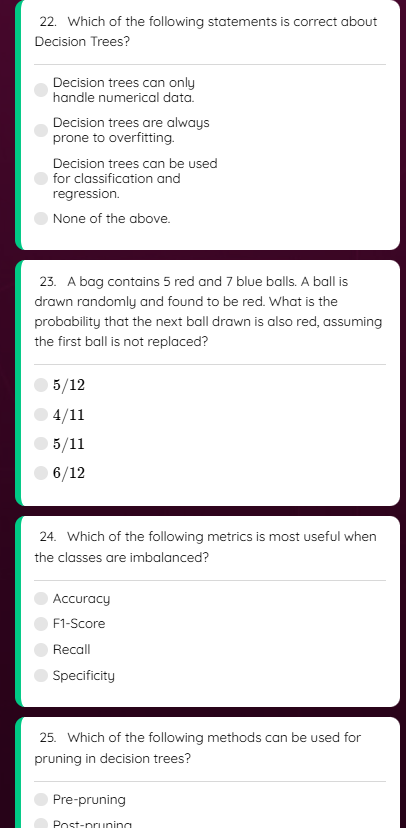 22. Which of the following statements is correct about
Decision Trees?
Decision trees can only
handle numerical data.
Decision trees are always
prone to overfitting.
Decision trees can be used
for classification and
regression.
None of the above.
23. A bag contains 5 red and 7 blue balls. A ball is
drawn randomly and found to be red. What is the
probability that the next ball drawn is also red, assuming
the first ball is not replaced?
5/12
4/11
5/11
6/12
24. Which of the following metrics is most useful when
the classes are imbalanced?
Accuracy
F1-Score
Recall
Specificity
25. Which of the following methods can be used for
pruning in decision trees?
Pre-pruning
Post-pruning